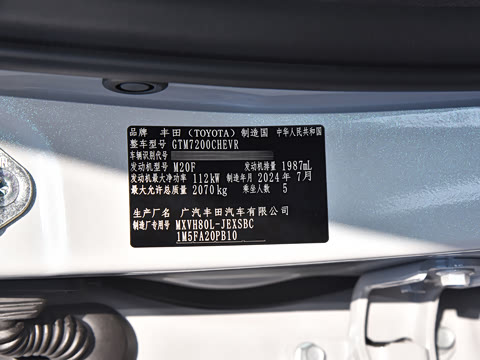 品牌 丰田 (TOYOTA) 制造国 中华人民共和国
整车型号 GTM7200CHEVR
车辆识别代号
发动机型号 M20F 发动机排量 1987mL
发动机最大净功率 112kW 制造年月 2024年7月
最大允许总质量 2070kg 乘坐人数 5
生产厂名 广汽丰田汽车有限公司
制造厂专用号 MXVH80L-JEXSBC
1M5FA20PB10